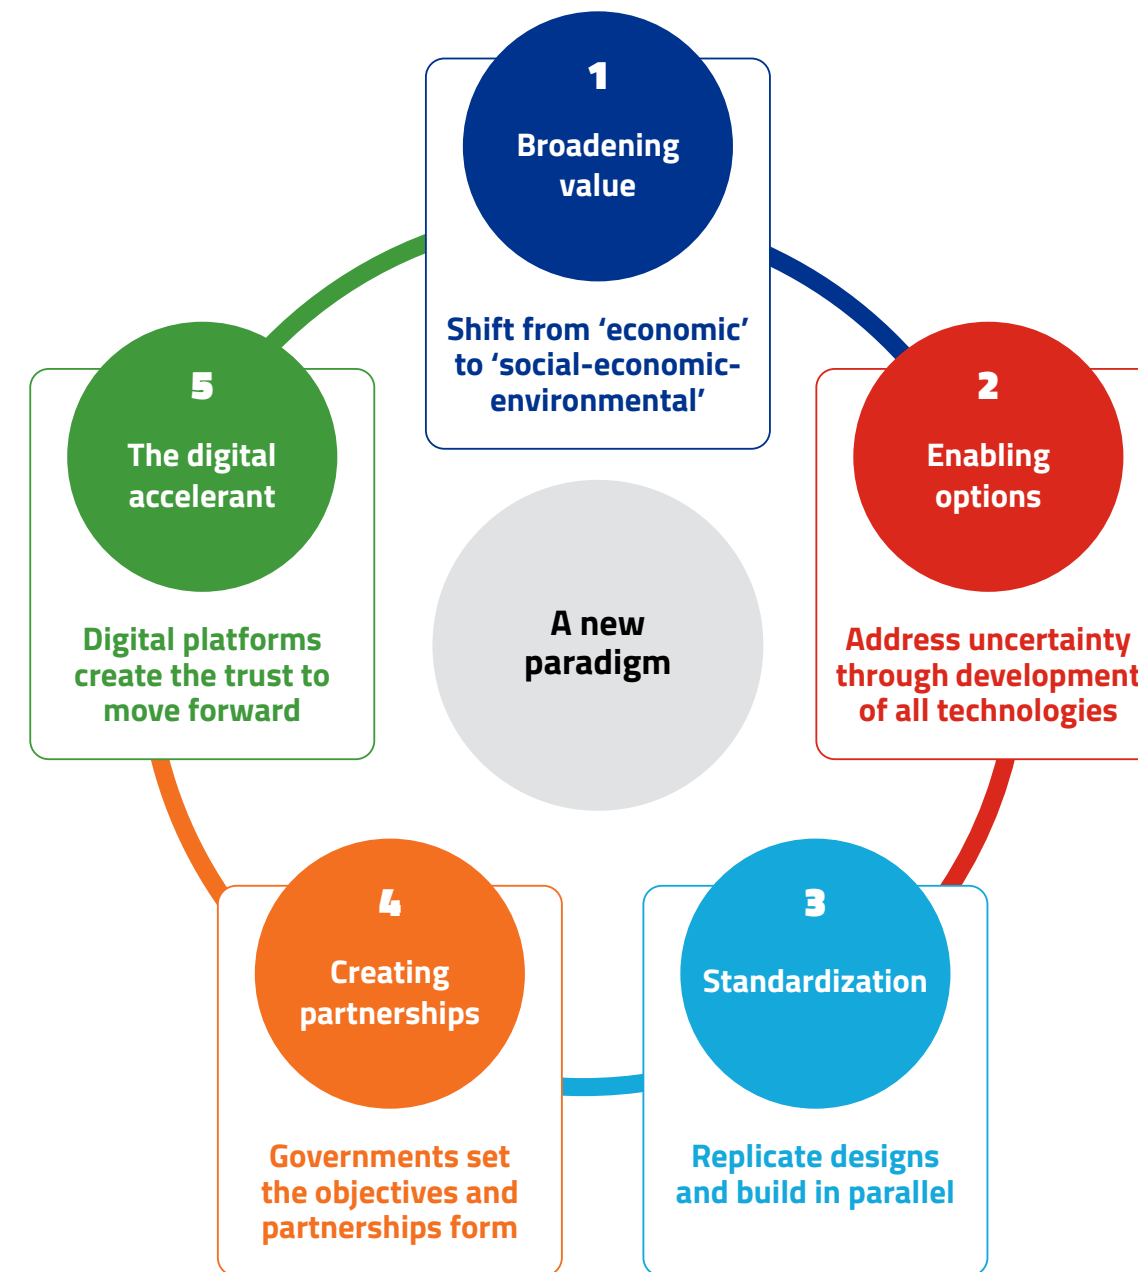 1
Broadening
value
Shift from ‘economic’
to ‘social-economic-
environmental’
2
Enabling
options
Address uncertainty
through development
of all technologies
3
Standardization
Replicate designs
and build in parallel
4
Creating
partnerships
Governments set
the objectives and
partnerships form
5
The digital
accelerant
Digital platforms
create the trust to
move forward
A new
paradigm